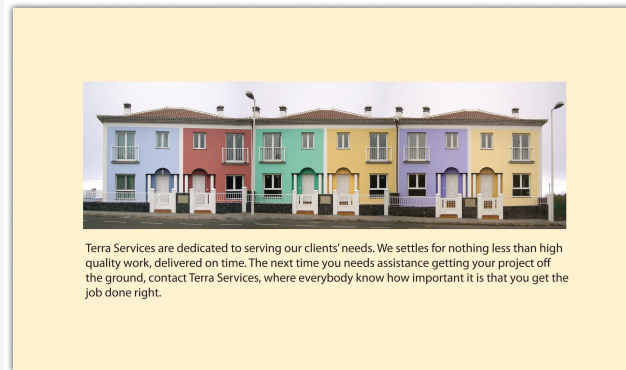 Terra Services are dedicated to serving our clients' needs. We settles for nothing less than high
quality work, delivered on time. The next time you needs assistance getting your project off
the ground, contact Terra Services, where everybody know how important it is that you get the
job done right.